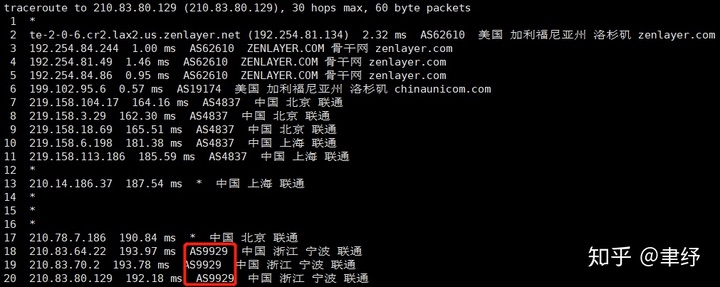 traceroute to 210.83.80.129 (210.83.80.129), 30 hops max, 60 byte packets
1 *
2 te-2-0-6.cr2.lax2.us.zenlayer.net (192.254.81.134) 2.32 ms AS62610 美国 加利福尼亚州 洛杉矶 zenlayer.com
3 192.254.84.244 1.00 ms AS62610 ZENLAYER.COM 骨干网 zenlayer.com
4 192.254.81.49 1.46 ms AS62610 ZENLAYER.COM 骨干网 zenlayer.com
5 192.254.84.86 0.95 ms AS62610 ZENLAYER.COM 骨干网 zenlayer.com
6 199.102.95.6 0.57 ms AS19174 美国 加利福尼亚州 洛杉矶 chinaunicom.com
7 219.158.104.17 164.16 ms AS4837 中国 北京 联通
8 219.158.3.29 162.30 ms AS4837 中国 北京 联通
9 219.158.18.69 165.51 ms AS4837 中国 北京 联通
10 219.158.6.198 181.38 ms AS4837 中国 上海 联通
11 219.158.113.186 185.59 ms AS4837 中国 上海 联通
12 *
13 210.14.186.37 187.54 ms * 中国 上海 联通
14 *
15 *
16 *
17 210.78.7.186 190.84 ms * 中国 北京 联通
18 210.83.64.22 193.97 ms AS9929 中国 浙江 宁波 联通
19 210.83.70.2 193.78 ms AS9929 中国 浙江 宁波 联通
20 210.83.80.129 192.18 ms AS9929 中国 浙江 宁波 联通
知乎 @聿纾